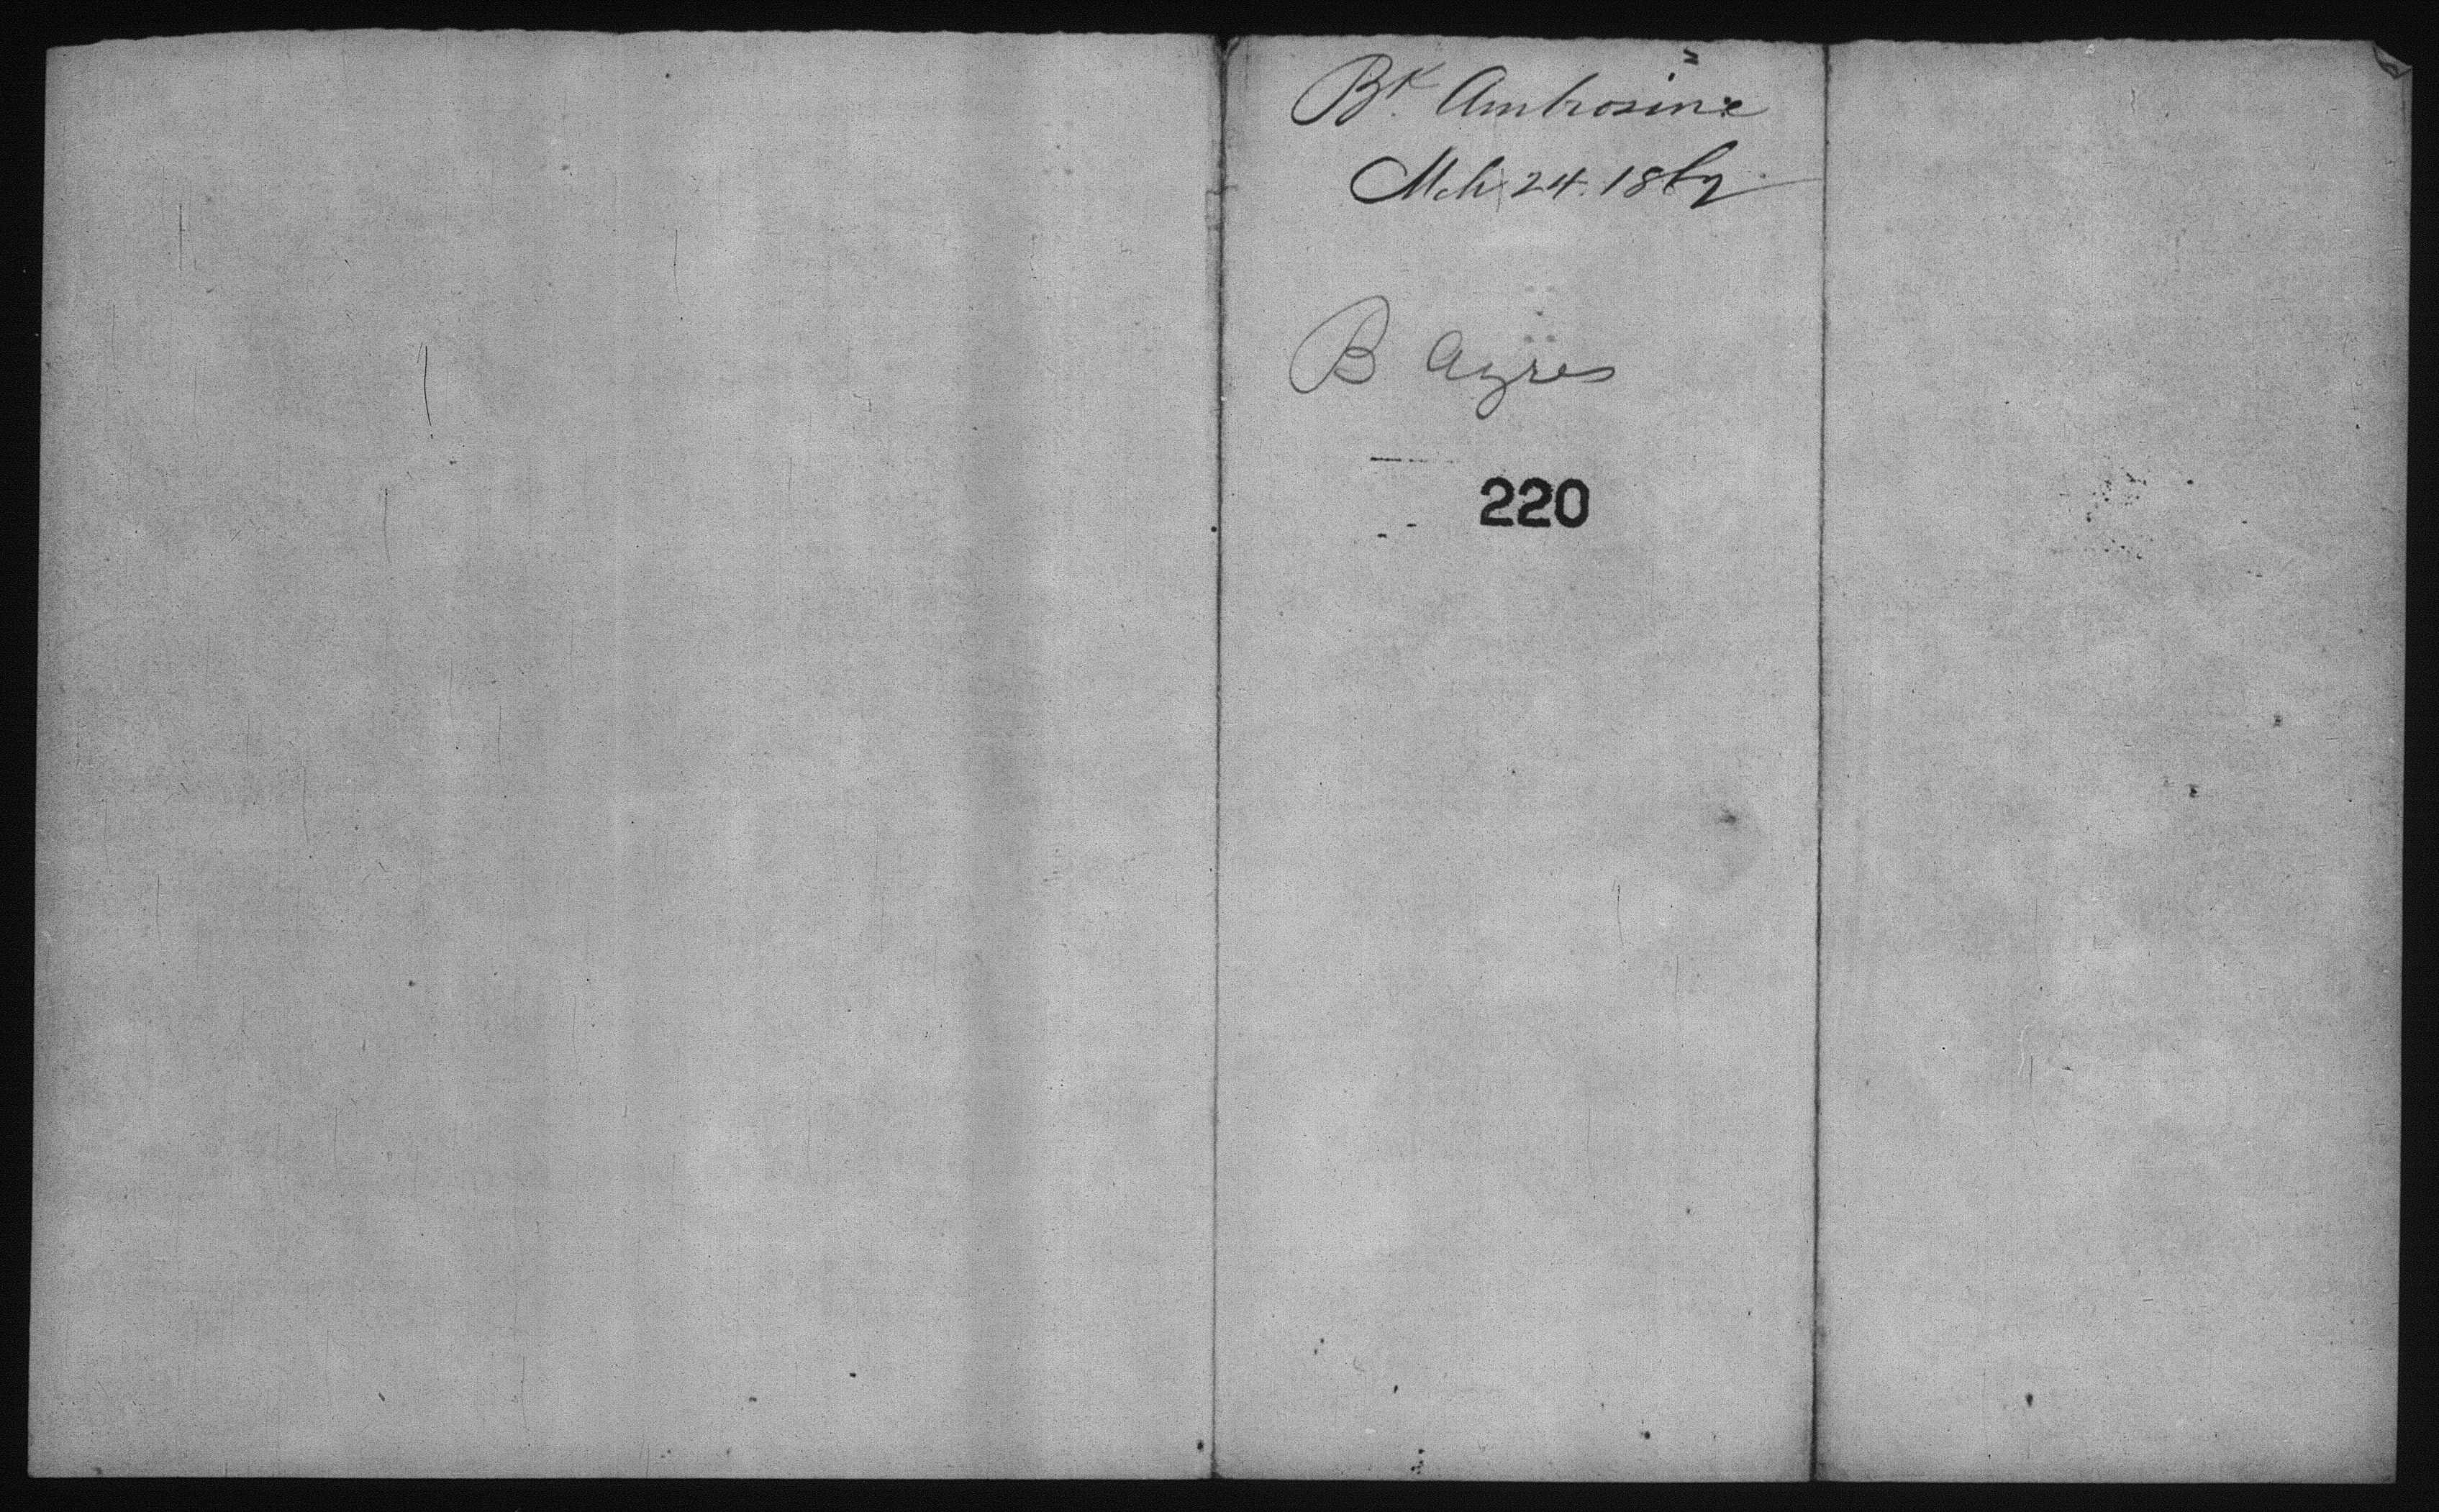 Bk. Ambrosine
Mch 24. 1862
B Ayres
220